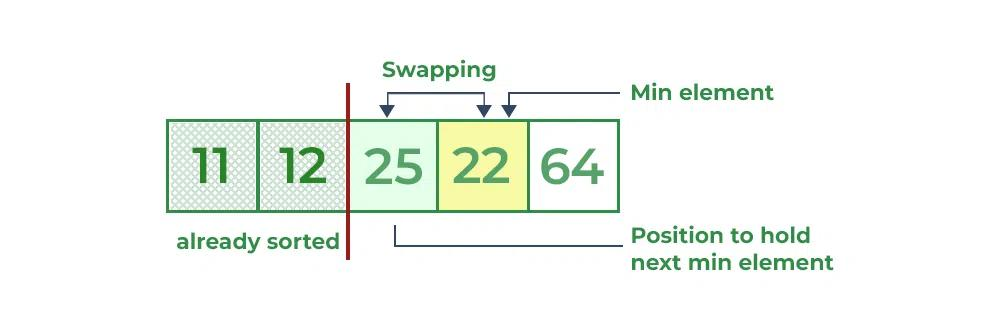 Swapping
Min element
11 12 25 22 64
already sorted
Position to hold
next min element